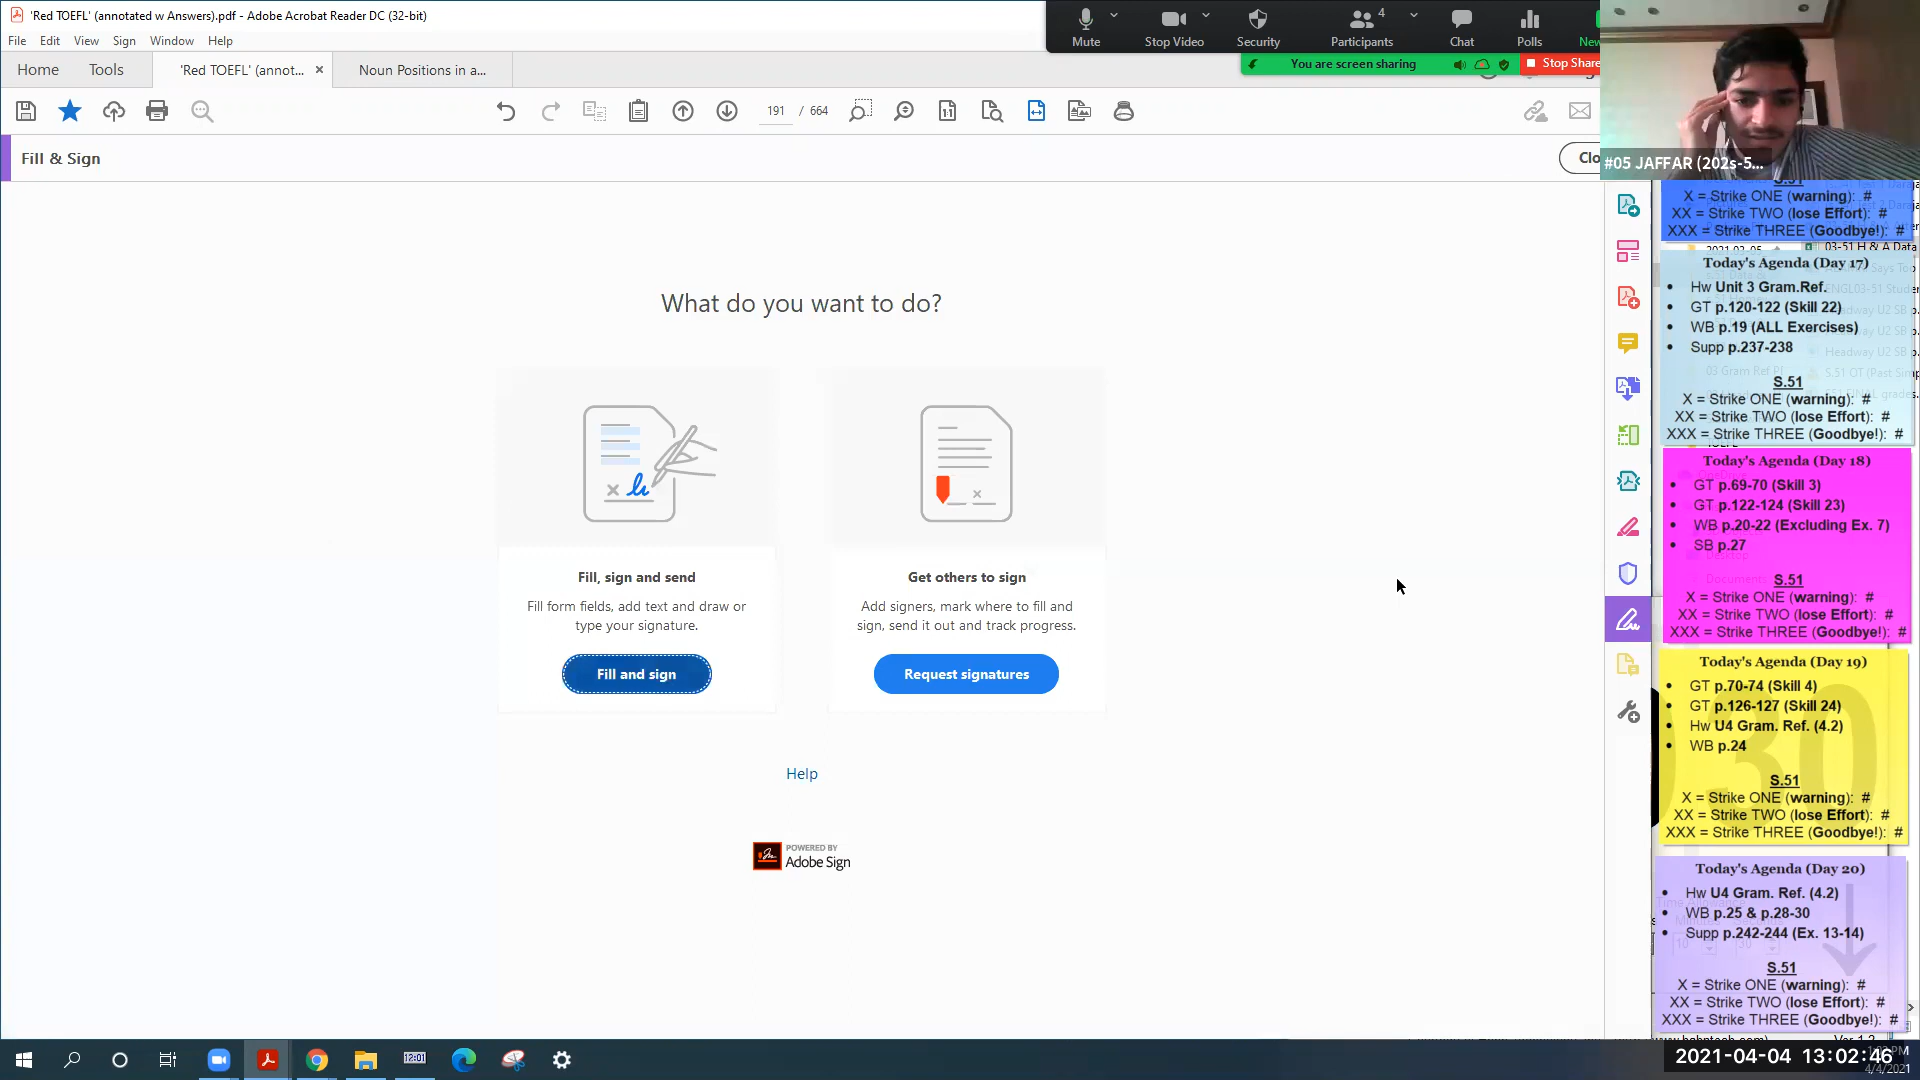 'Red TOEFL' (annotated w Answers).pdf - Adobe Acrobat Reader DC (32-bit)
File Edit View Sign Window Help
Home Tools 'Red TOEFL' (annot... × Noun Positions in a...
191 / 664
Fill & Sign
Mute Stop Video Security Participants 4 Chat Polls New
You are screen sharing Stop Share
#05 JAFFAR (202s-5...
What do you want to do?
Fill, sign and send
Fill form fields, add text and draw or
type your signature.
Fill and sign
Get others to sign
Add signers, mark where to fill and
sign, send it out and track progress.
Request signatures
Help
POWERED BY
Adobe Sign
S.51
X = Strike ONE (warning): #
XX = Strike TWO (lose Effort): #
XXX = Strike THREE (Goodbye!): #
Today's Agenda (Day 17)
• Hw Unit 3 Gram.Ref.
• GT p.120-122 (Skill 22)
• WB p.19 (ALL Exercises)
• Supp p.237-238
S.51
X = Strike ONE (warning): #
XX = Strike TWO (lose Effort): #
XXX = Strike THREE (Goodbye!): #
Today's Agenda (Day 18)
• GT p.69-70 (Skill 3)
• GT p.122-124 (Skill 23)
• WB p.20-22 (Excluding Ex. 7)
• SB p.27
S.51
X = Strike ONE (warning): #
XX = Strike TWO (lose Effort): #
XXX = Strike THREE (Goodbye!): #
Today's Agenda (Day 19)
• GT p.70-74 (Skill 4)
• GT p.126-127 (Skill 24)
• Hw U4 Gram. Ref. (4.2)
• WB p.24
S.51
X = Strike ONE (warning): #
XX = Strike TWO (lose Effort): #
XXX = Strike THREE (Goodbye!): #
Today's Agenda (Day 20)
• Hw U4 Gram. Ref. (4.2)
• WB p.25 & p.28-30
• Supp p.242-244 (Ex. 13-14)
S.51
X = Strike ONE (warning): #
XX = Strike TWO (lose Effort): #
XXX = Strike THREE (Goodbye!): #
12:01
2021-04-04 13:02:46
4/4/2021